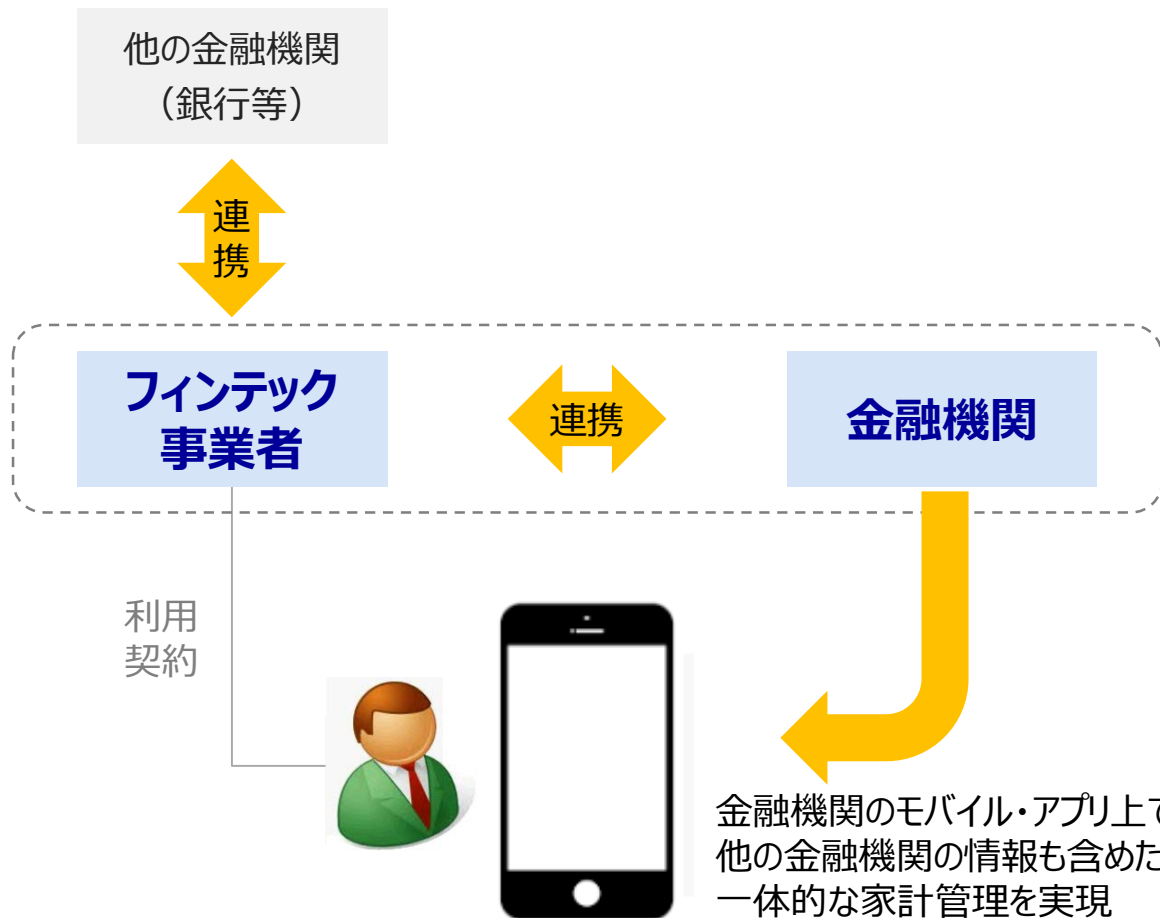 他の金融機関
（銀行等）
連
携
フィンテック
事業者
連携
金融機関
利用
契約
金融機関のモバイル・アプリ上で
他の金融機関の情報も含めた
一体的な家計管理を実現